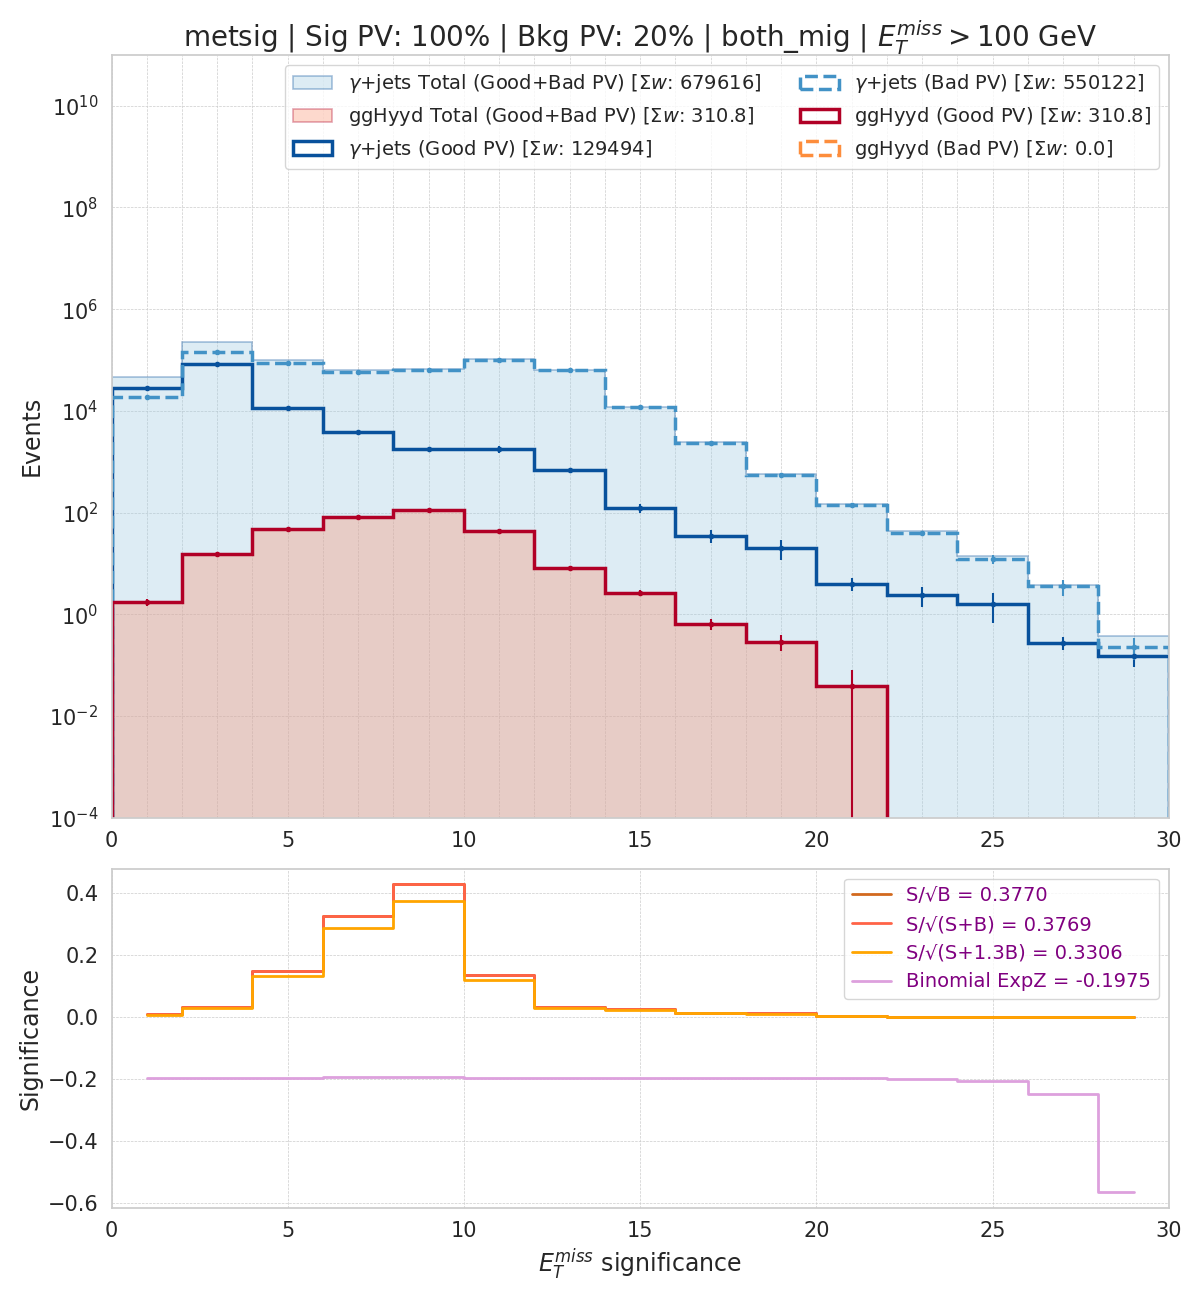 metsig | Sig PV: 100% | Bkg PV: 20% | both_mig | $E_T^{miss} > 100$ GeV
γ+jets Total (Good+Bad PV) [Σw: 679616]
ggHyyd Total (Good+Bad PV) [Σw: 310.8]
γ+jets (Good PV) [Σw: 129494]
γ+jets (Bad PV) [Σw: 550122]
ggHyyd (Good PV) [Σw: 310.8]
ggHyyd (Bad PV) [Σw: 0.0]
Events
$10^{10}$
$10^{8}$
$10^{6}$
$10^{4}$
$10^{2}$
$10^{0}$
$10^{-2}$
$10^{-4}$
0 5 10 15 20 25 30
Significance
0.4
0.2
0.0
−0.2
−0.4
−0.6
S/√B = 0.3770
S/√(S+B) = 0.3769
S/√(S+1.3B) = 0.3306
Binomial ExpZ = -0.1975
0 5 10 15 20 25 30
$E_T^{miss}$ significance